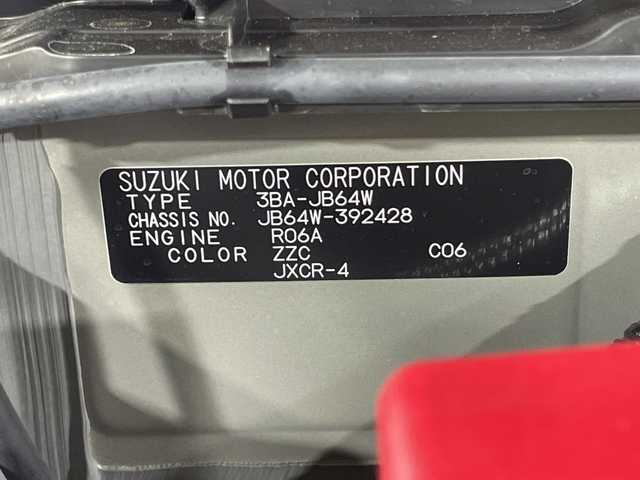 SUZUKI MOTOR CORPORATION
TYPE 3BA-JB64W
CHASSIS NO. JB64W-392428
ENGINE R06A
COLOR ZZC C06
JXCR-4